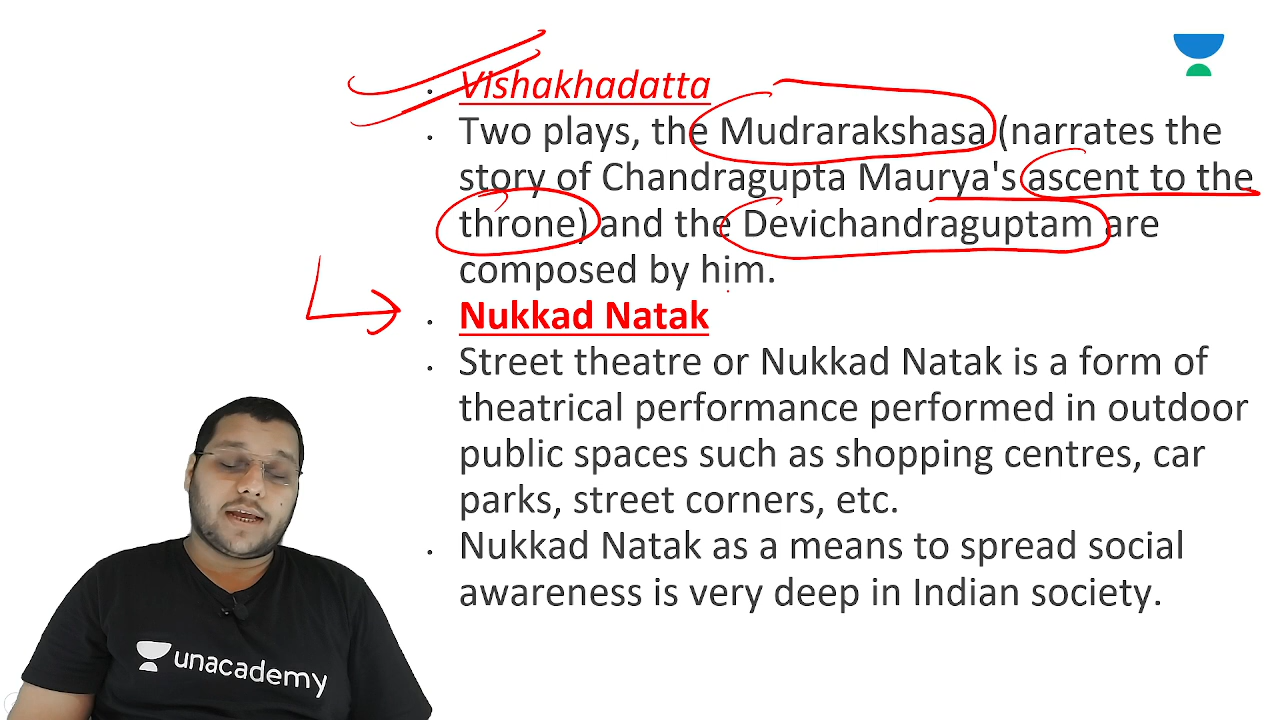 Vishakhadatta
Two plays, the Mudrarakshasa (narrates the
story of Chandragupta Maurya's ascent to the
throne) and the Devichandraguptam are
composed by him.
Nukkad Natak
Street theatre or Nukkad Natak is a form of
theatrical performance performed in outdoor
public spaces such as shopping centres, car
parks, street corners, etc.
Nukkad Natak as a means to spread social
awareness is very deep in Indian society.
unacademy